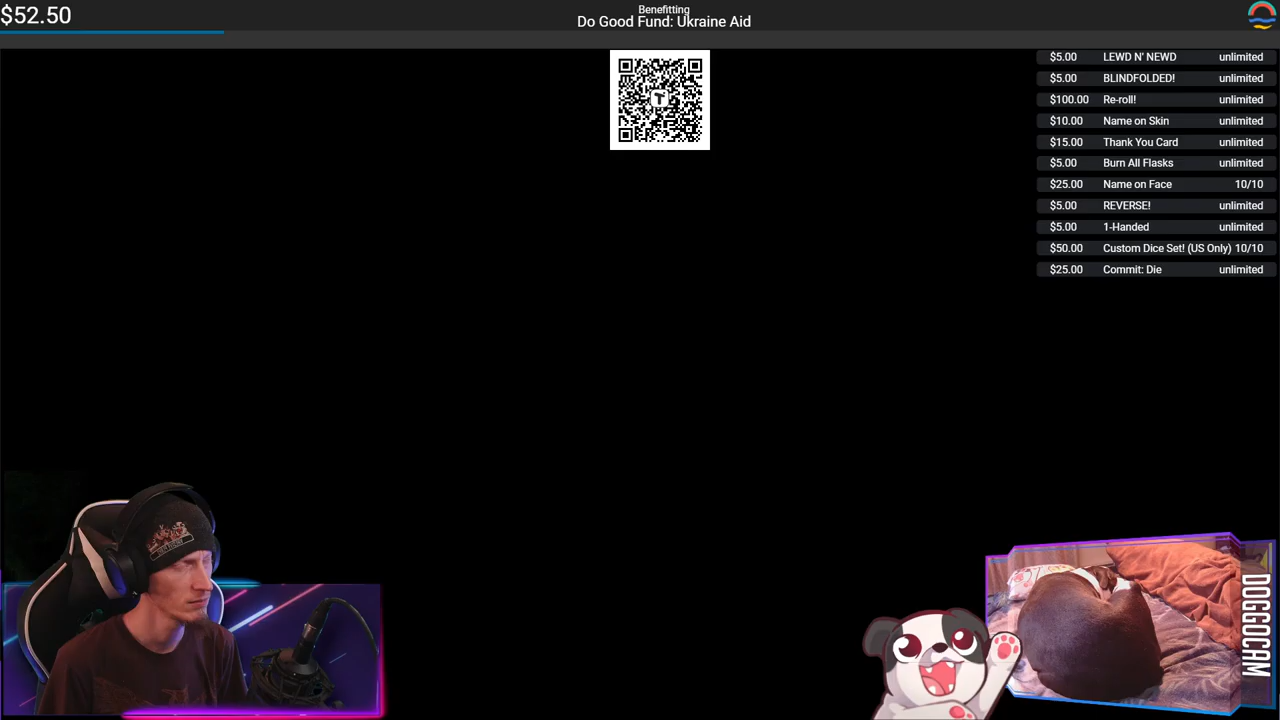 $52.50
Benefitting
Do Good Fund: Ukraine Aid
$5.00 LEWD N' NEWD unlimited
$5.00 BLINDFOLDED! unlimited
$100.00 Re-roll! unlimited
$10.00 Name on Skin unlimited
$15.00 Thank You Card unlimited
$5.00 Burn All Flasks unlimited
$25.00 Name on Face 10/10
$5.00 REVERSE! unlimited
$5.00 1-Handed unlimited
$50.00 Custom Dice Set! (US Only) 10/10
$25.00 Commit: Die unlimited
T
DOGGOCAM